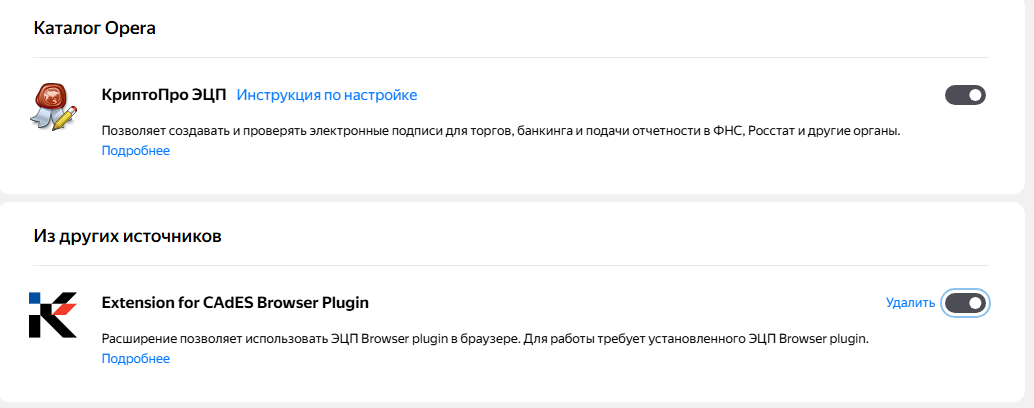 Каталог Opera
КриптоПро ЭЦП Инструкция по настройке
Позволяет создавать и проверять электронные подписи для торгов, банкинга и подачи отчетности в ФНС, Росстат и другие органы.
Подробнее
Из других источников
Extension for CAdES Browser Plugin Удалить
Расширение позволяет использовать ЭЦП Browser plugin в браузере. Для работы требует установленного ЭЦП Browser plugin.
Подробнее